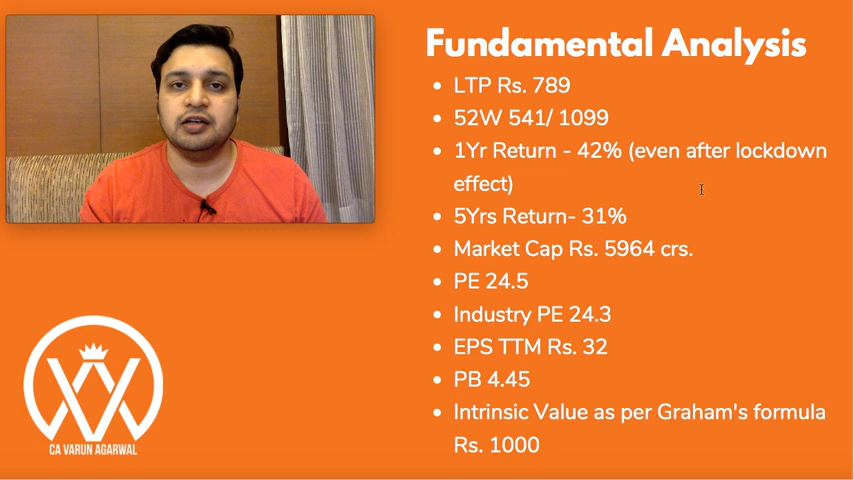 Fundamental Analysis
LTP Rs. 789
52W 541/ 1099
1Yr Return - 42% (even after lockdown
effect)
5Yrs Return- 31%
Market Cap Rs. 5964 crs.
PE 24.5
Industry PE 24.3
EPS TTM Rs. 32
PB 4.45
Intrinsic Value as per Graham's formula
Rs. 1000
CA VARUN AGARWAL